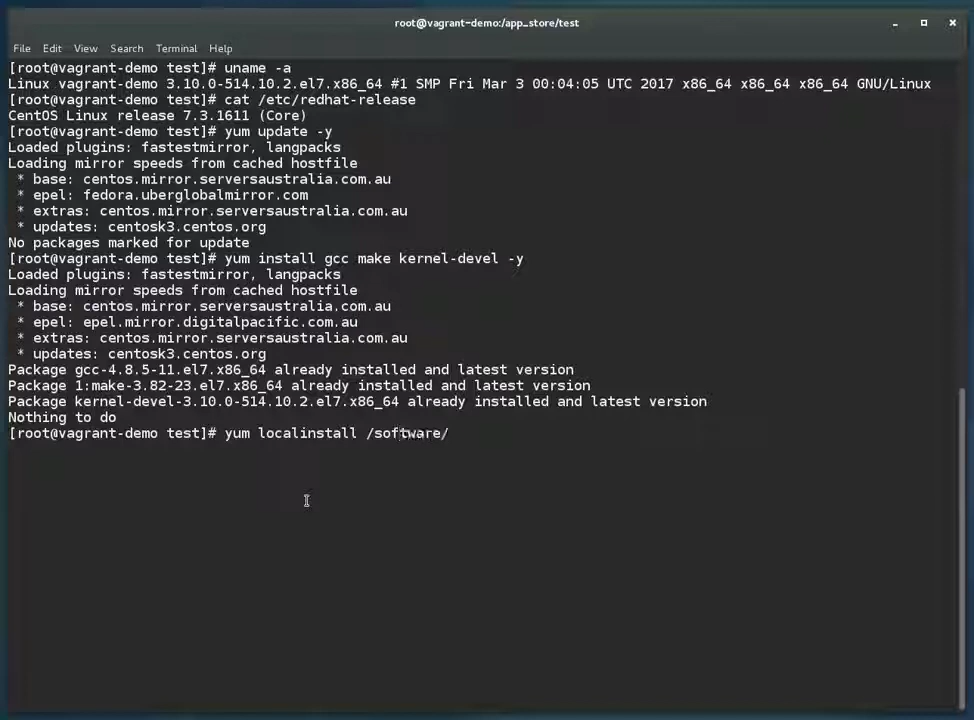 root@vagrant-demo:/app_store/test
File Edit View Search Terminal Help
[root@vagrant-demo test]# uname -a
Linux vagrant-demo 3.10.0-514.10.2.el7.x86_64 #1 SMP Fri Mar 3 00:04:05 UTC 2017 x86_64 x86_64 x86_64 GNU/Linux
[root@vagrant-demo test]# cat /etc/redhat-release
CentOS Linux release 7.3.1611 (Core)
[root@vagrant-demo test]# yum update -y
Loaded plugins: fastestmirror, langpacks
Loading mirror speeds from cached hostfile
* base: centos.mirror.serversaustralia.com.au
* epel: fedora.uberglobalmirror.com
* extras: centos.mirror.serversaustralia.com.au
* updates: centosk3.centos.org
No packages marked for update
[root@vagrant-demo test]# yum install gcc make kernel-devel -y
Loaded plugins: fastestmirror, langpacks
Loading mirror speeds from cached hostfile
* base: centos.mirror.serversaustralia.com.au
* epel: epel.mirror.digitalpacific.com.au
* extras: centos.mirror.serversaustralia.com.au
* updates: centosk3.centos.org
Package gcc-4.8.5-11.el7.x86_64 already installed and latest version
Package 1:make-3.82-23.el7.x86_64 already installed and latest version
Package kernel-devel-3.10.0-514.10.2.el7.x86_64 already installed and latest version
Nothing to do
[root@vagrant-demo test]# yum localinstall /software/